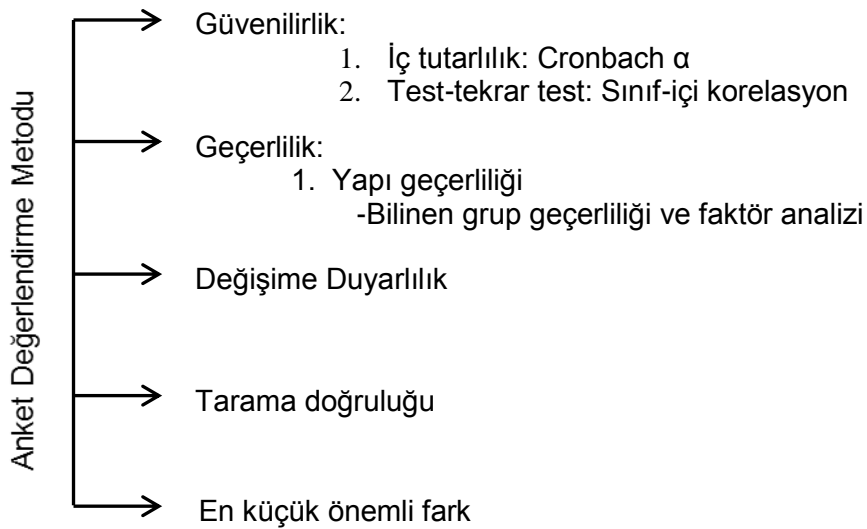 Anket Değerlendirme Metodu
Güvenilirlik:
1. İç tutarlılık: Cronbach α
2. Test-tekrar test: Sınıf-içi korelasyon
Geçerlilik:
1. Yapı geçerliliği
-Bilinen grup geçerliliği ve faktör analizi
Değişime Duyarlılık
Tarama doğruluğu
En küçük önemli fark